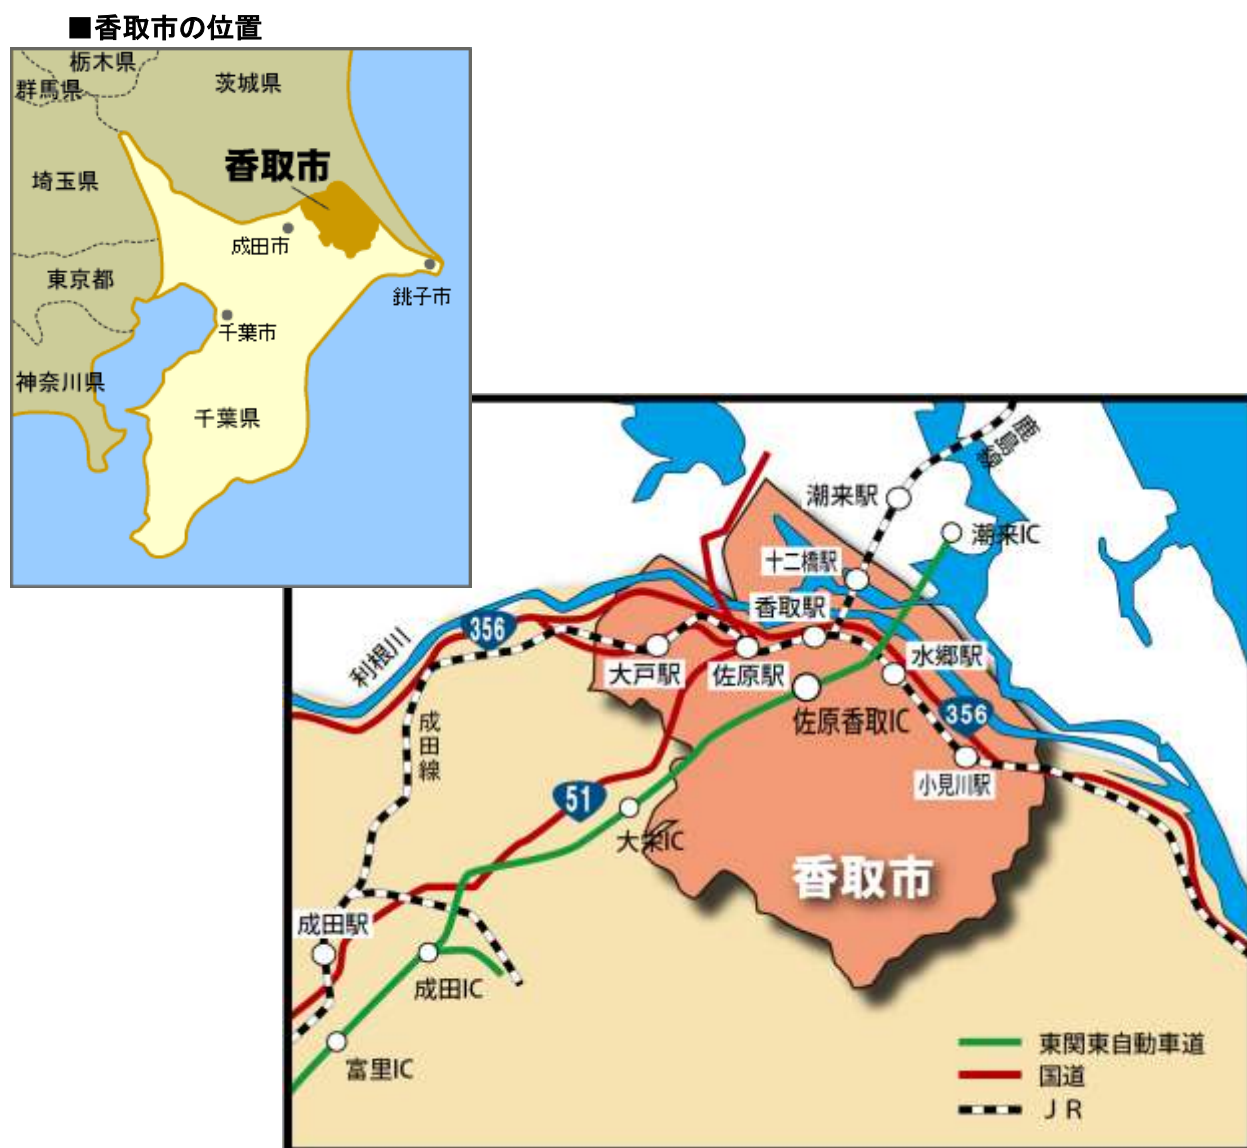 ■香取市の位置
栃木県
群馬県
茨城県
香取市
埼玉県
成田市
東京都
銚子市
千葉市
神奈川県
千葉県
鹿島線
潮来駅
潮来IC
十二橋駅
香取駅
356
利根川
水郷駅
大戸駅
佐原駅
佐原香取IC
356
成田線
小見川駅
51
大栄IC
香取市
成田駅
成田IC
富里IC
東関東自動車道
国道
ＪＲ